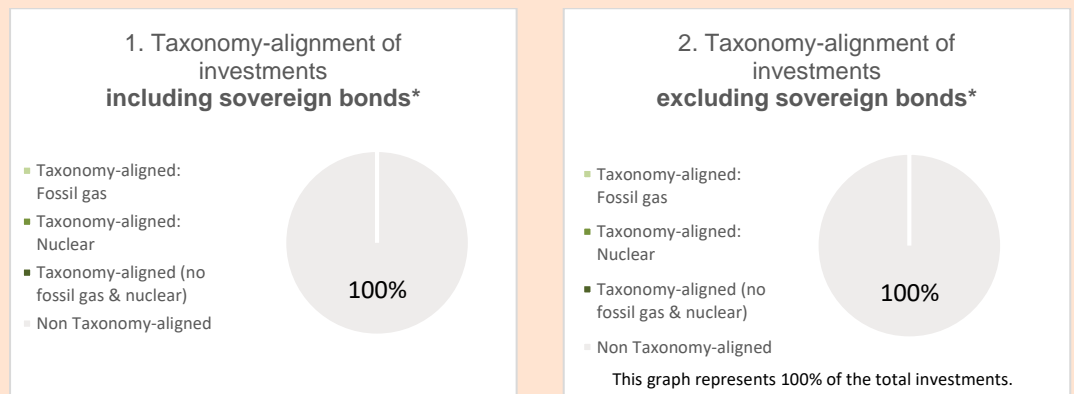 1. Taxonomy-alignment of
investments
including sovereign bonds*
Taxonomy-aligned:
Fossil gas
Taxonomy-aligned:
Nuclear
Taxonomy-aligned (no
fossil gas & nuclear)
Non Taxonomy-aligned
100%
2. Taxonomy-alignment of
investments
excluding sovereign bonds*
Taxonomy-aligned:
Fossil gas
Taxonomy-aligned:
Nuclear
Taxonomy-aligned (no
fossil gas & nuclear)
Non Taxonomy-aligned
100%
This graph represents 100% of the total investments.